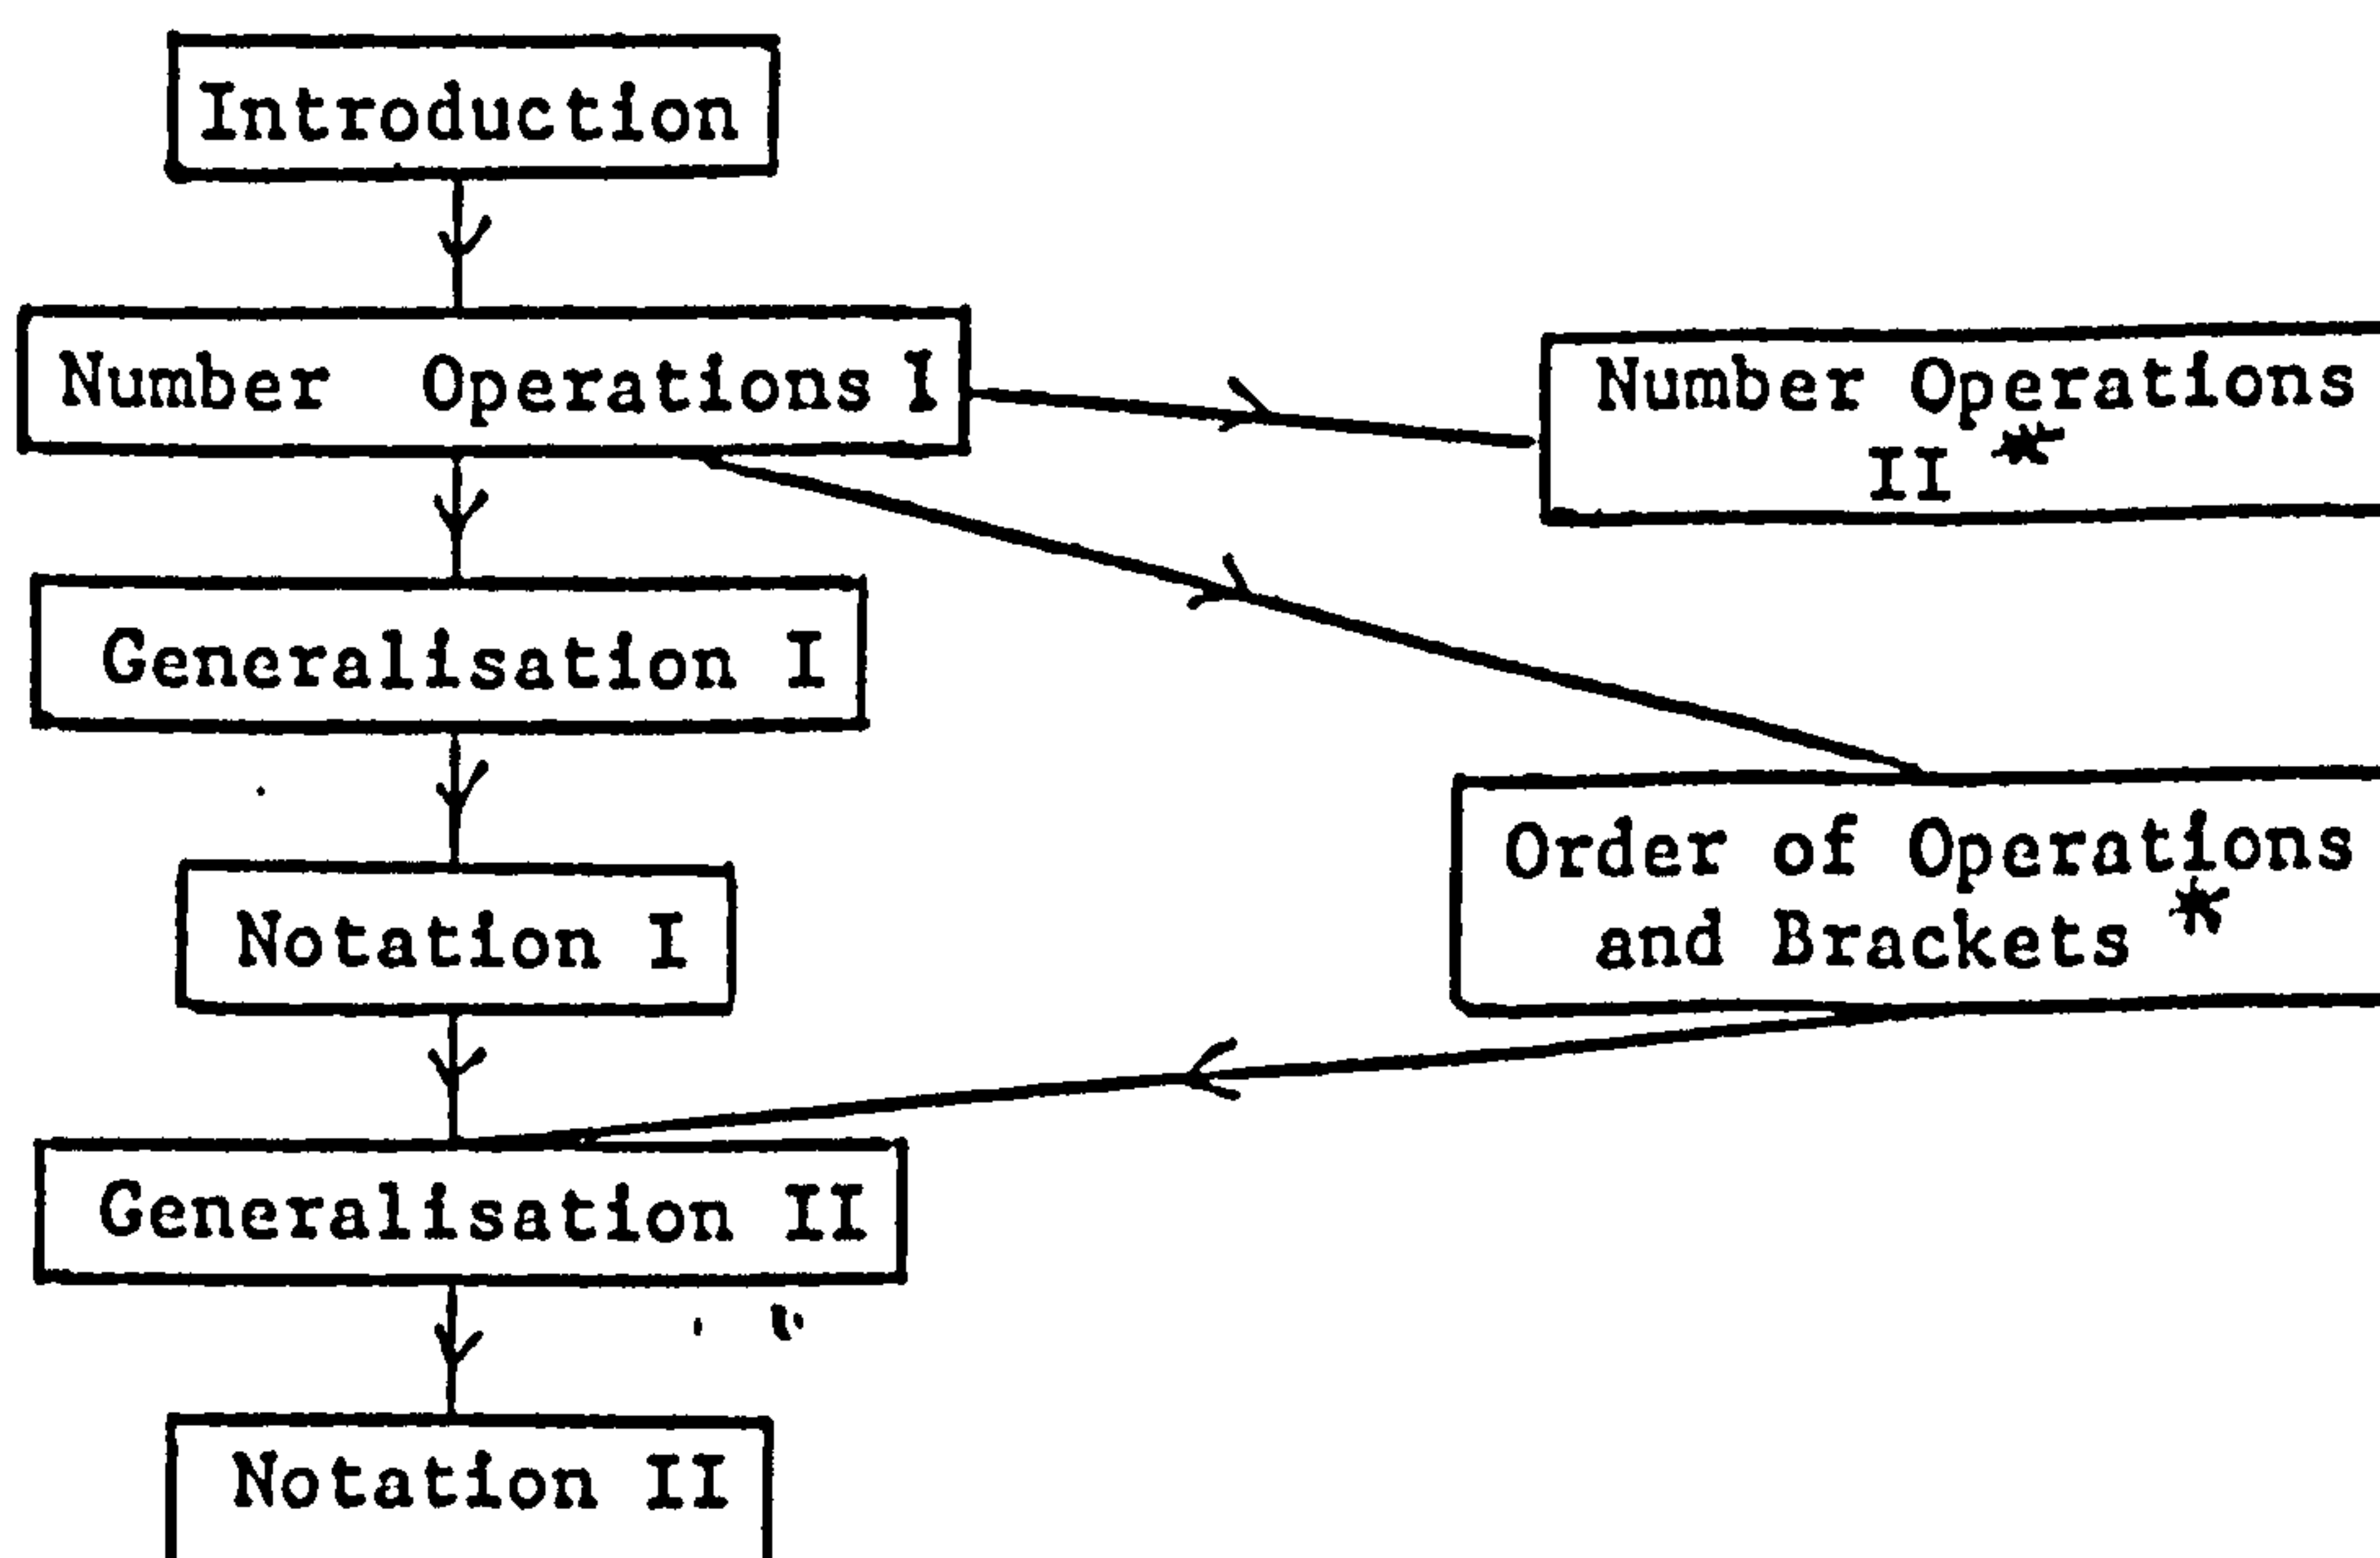 Introduction
Number Operations I
Number Operations
II *
Generalisation I
Order of Operations
and Brackets *
Notation I
Generalisation II
Notation II